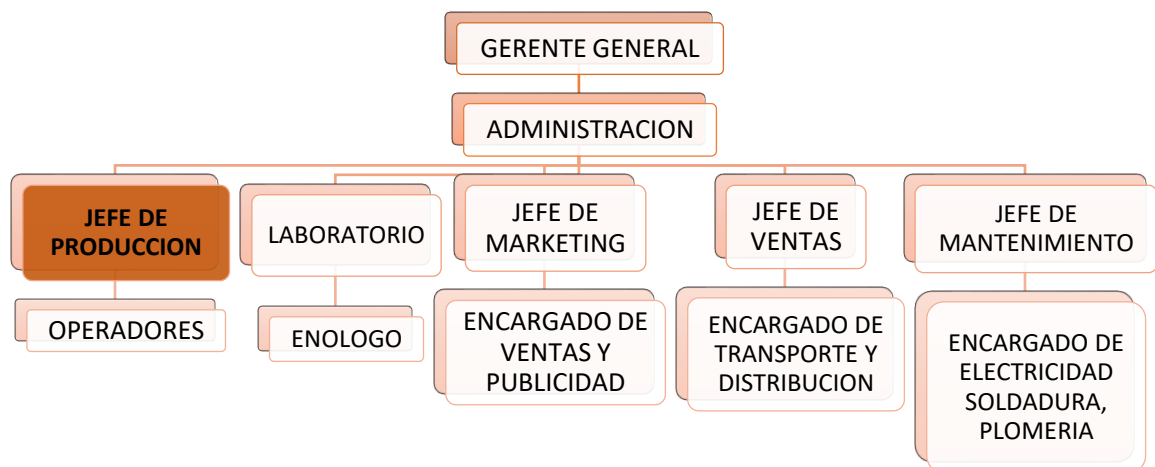 GERENTE GENERAL
ADMINISTRACION
JEFE DE
PRODUCCION
LABORATORIO
JEFE DE
MARKETING
JEFE DE
VENTAS
JEFE DE
MANTENIMIENTO
OPERADORES
ENOLOGO
ENCARGADO DE
VENTAS Y
PUBLICIDAD
ENCARGADO DE
TRANSPORTE Y
DISTRIBUCION
ENCARGADO DE
ELECTRICIDAD
SOLDADURA,
PLOMERIA